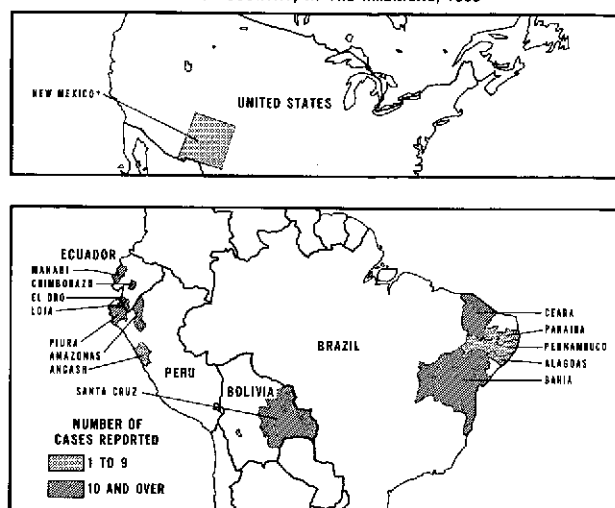 NEW MEXICO*
UNITED STATES
ECUADOR
MANABI
CHIMBORAZO
EL ORO
LOJA
PIURA
AMAZONAS
ANCASH
PERU
BRAZIL
BOLIVIA
SANTA CRUZ
CEARA
PARAIBA
PERNAMBUCO
ALAGOAS
BAHIA
NUMBER OF
CASES REPORTED
1 TO 9
10 AND OVER